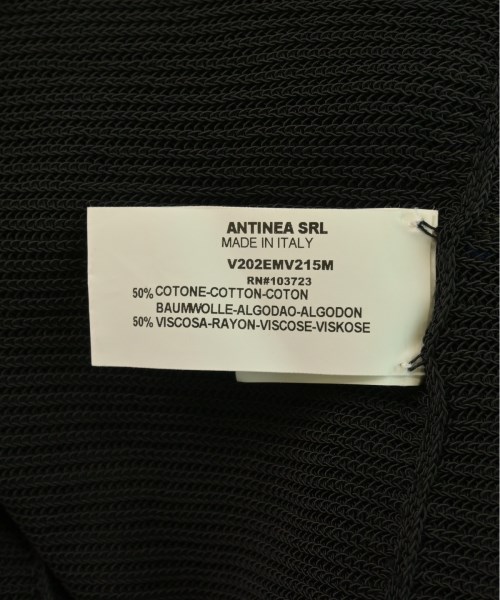 ANTINEA SRL
MADE IN ITALY
V202EMV215M
RN#103723
50% COTONE-COTTON-COTON
BAUMWOLLE-ALGODAO-ALGODON
50% VISCOSA-RAYON-VISCOSE-VISKOSE